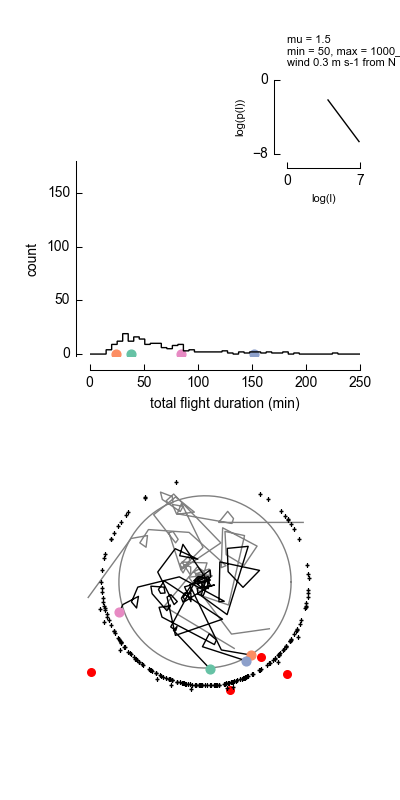 mu = 1.5
min = 50, max = 1000_
wind 0.3 m s-1 from N
0
log(p(l))
−8
0 7
log(l)
150
count
100
50
0
0 50 100 150 200 250
total flight duration (min)